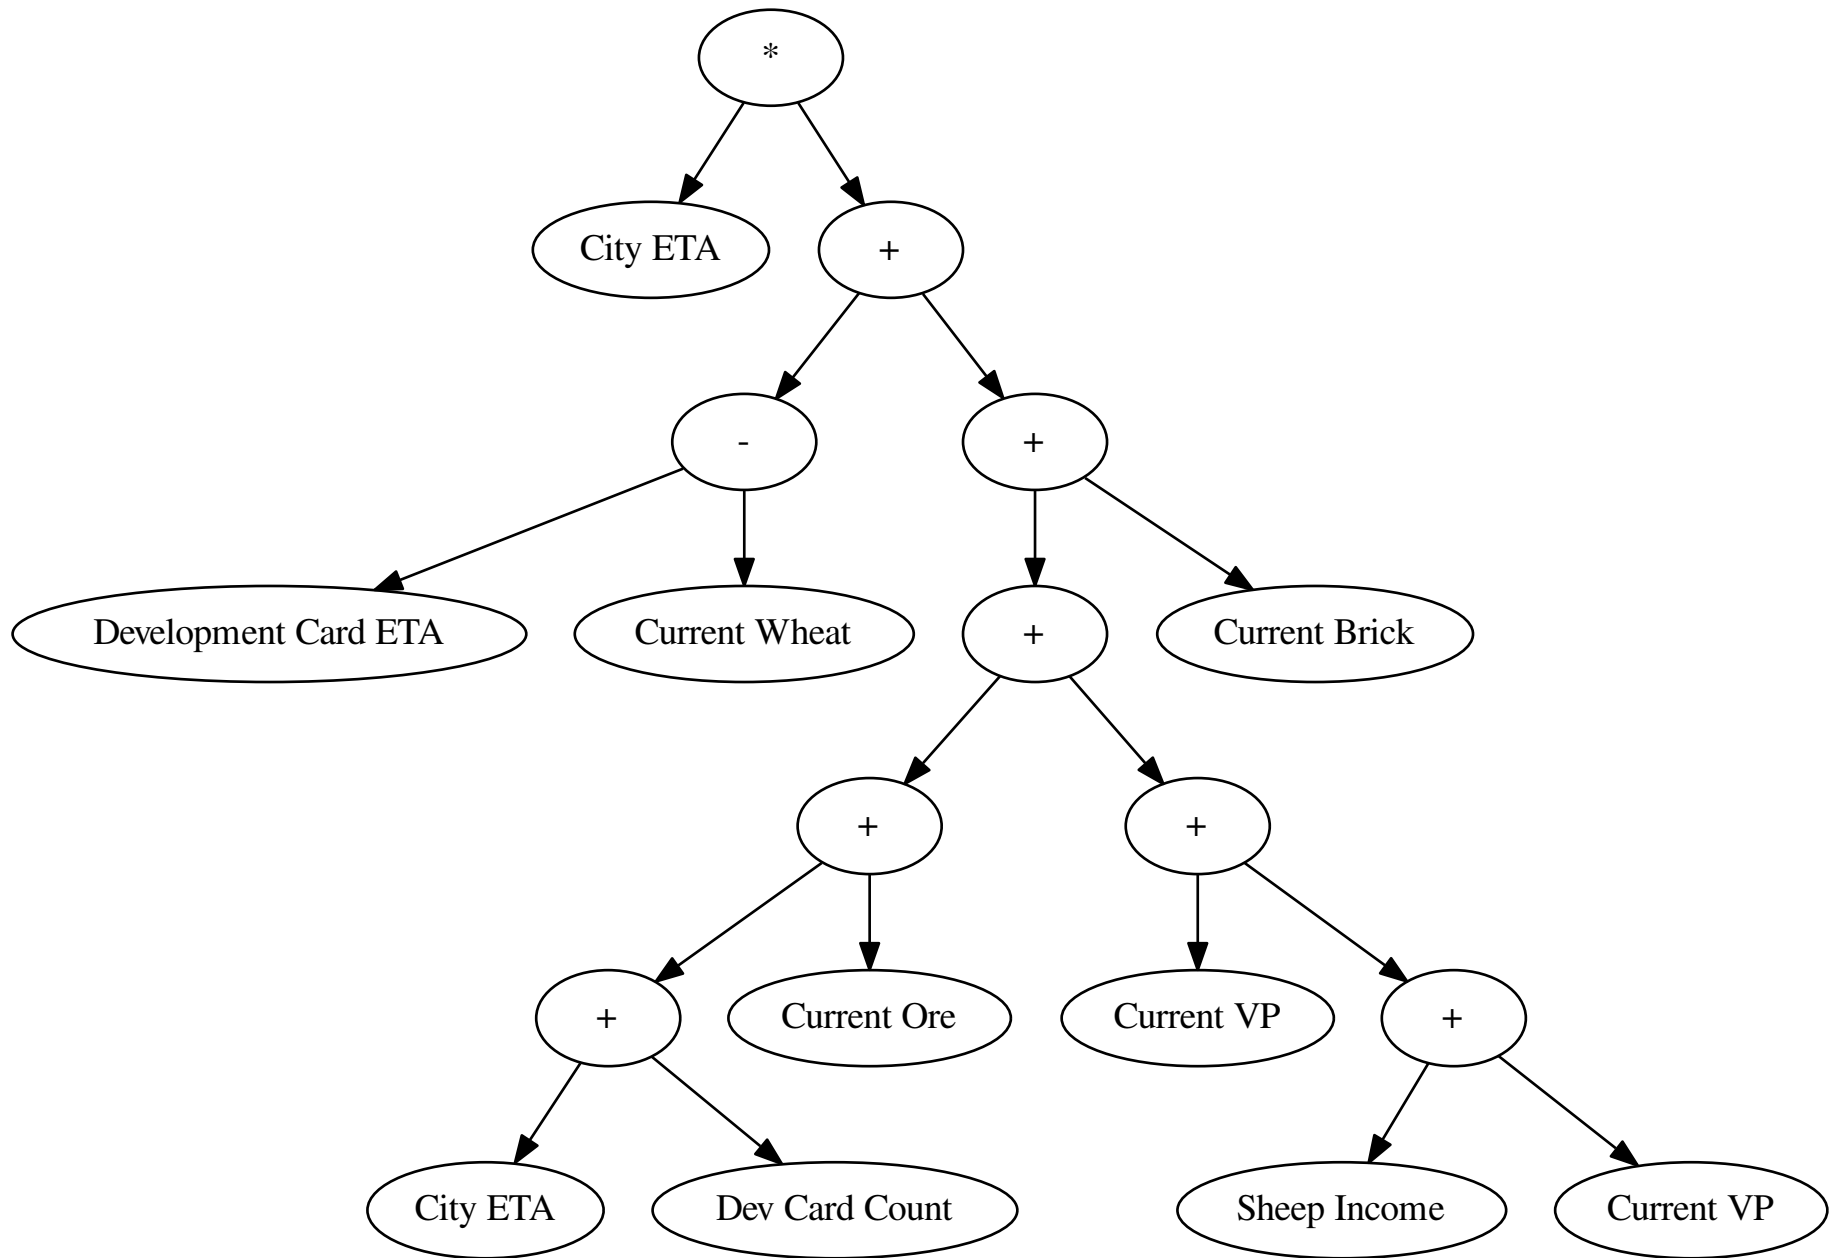 *
City ETA
+
-
+
Development Card ETA
Current Wheat
+
Current Brick
+
+
+
Current Ore
Current VP
+
City ETA
Dev Card Count
Sheep Income
Current VP